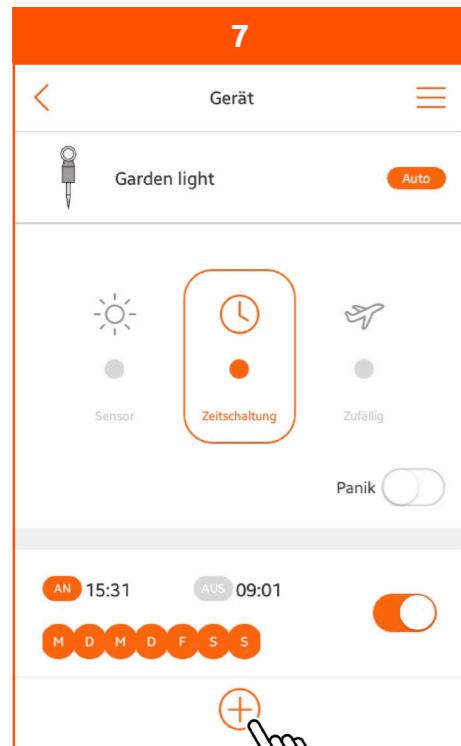 7
Gerät
Garden light Auto
Sensor Zeitschaltung Zufällig
Panik
AN 15:31 AUS 09:01
M D M D F S S